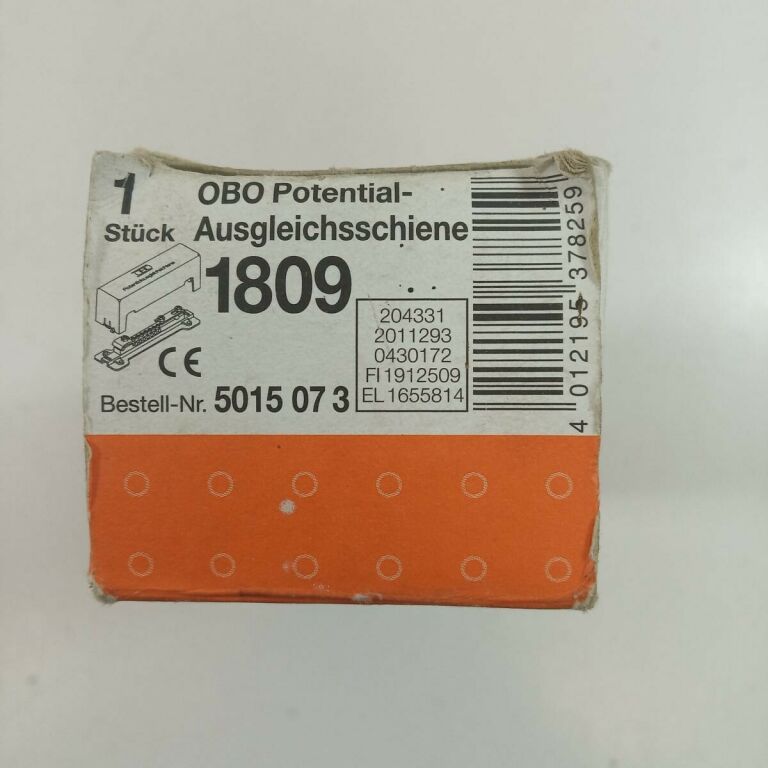 1
Stück
OBO Potential-
Ausgleichsschiene
1809
Potentialausgleichsschiene
CE
204331
2011293
0430172
FI 1912509
EL 1655814
Bestell-Nr. 5015 07 3
4 012195 378259